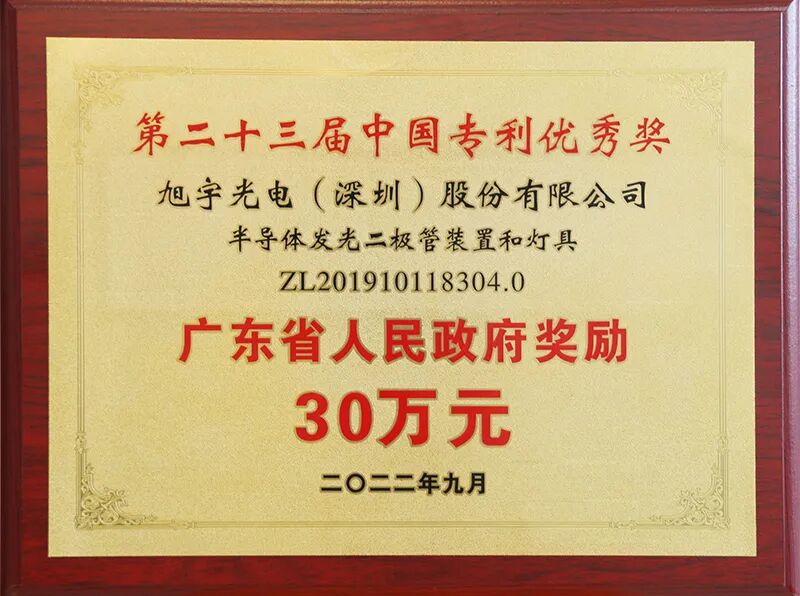 第二十三届中国专利优秀奖
旭宇光电（深圳）股份有限公司
半导体发光二极管装置和灯具
ZL201910118304.0
广东省人民政府奖励
30万元
二〇二二年九月